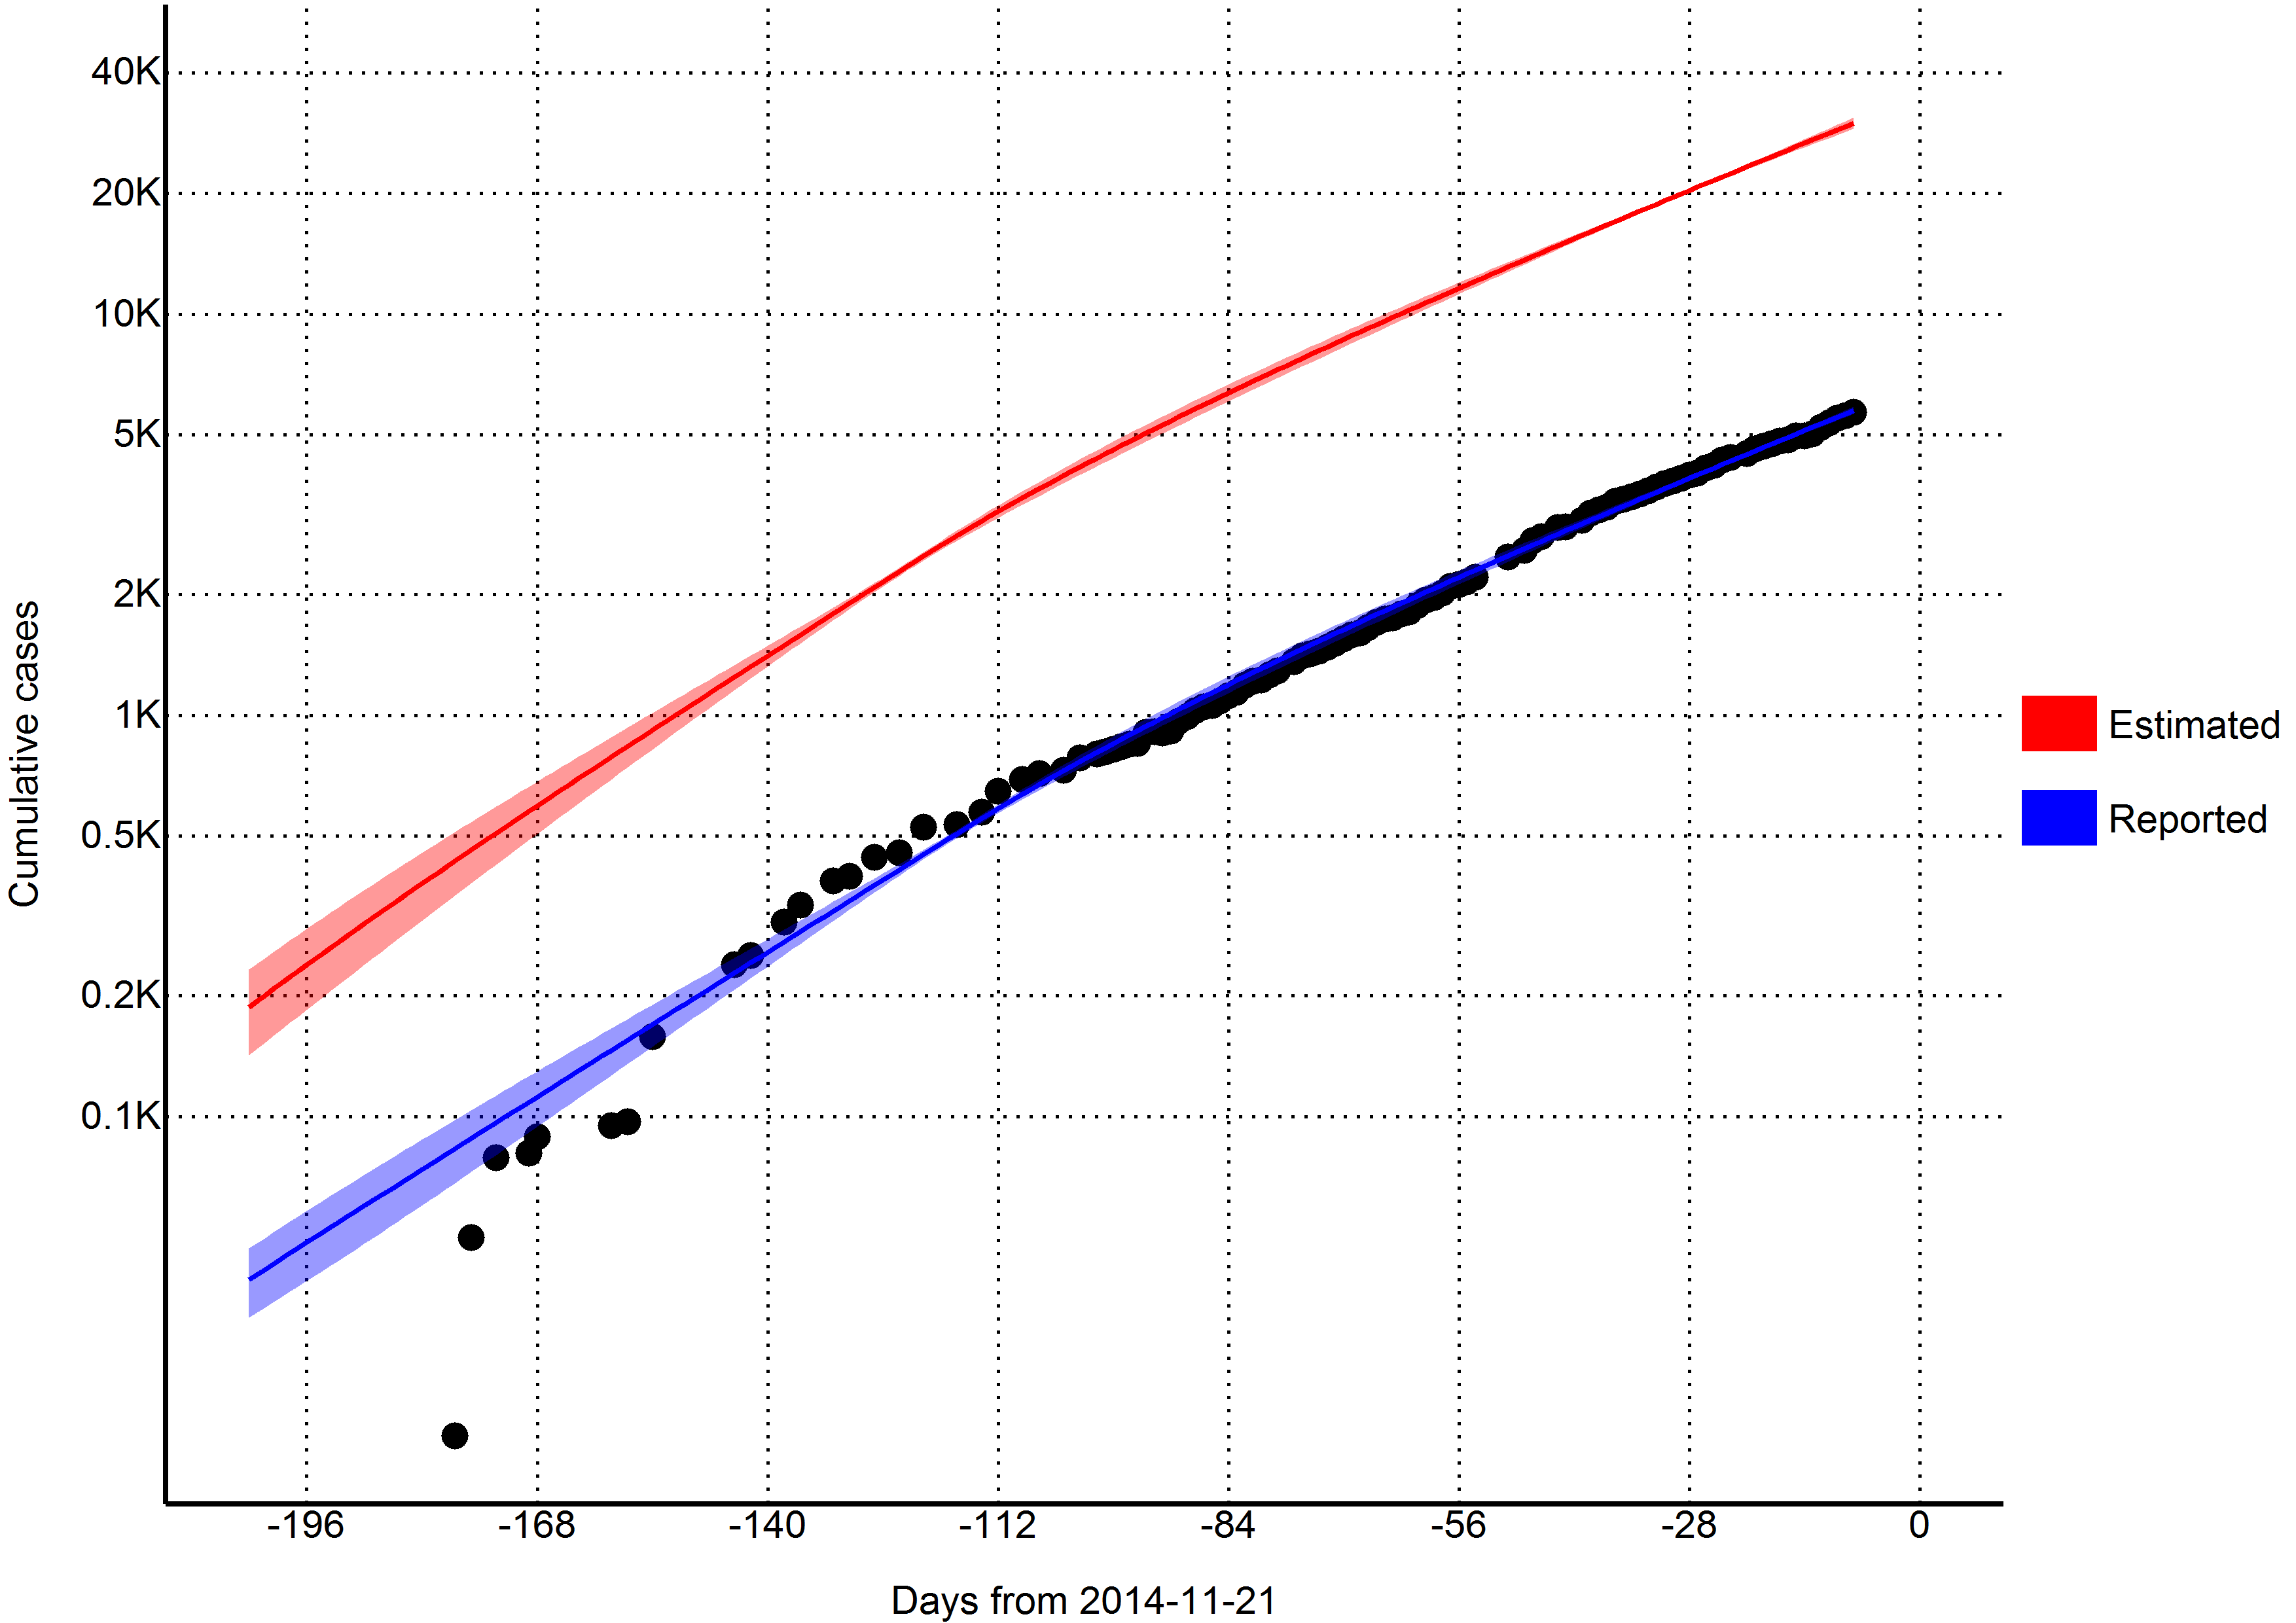 40K
20K
10K
5K
2K
1K
0.5K
0.2K
0.1K
Cumulative cases
-196 -168 -140 -112 -84 -56 -28 0
Days from 2014-11-21
Estimated
Reported